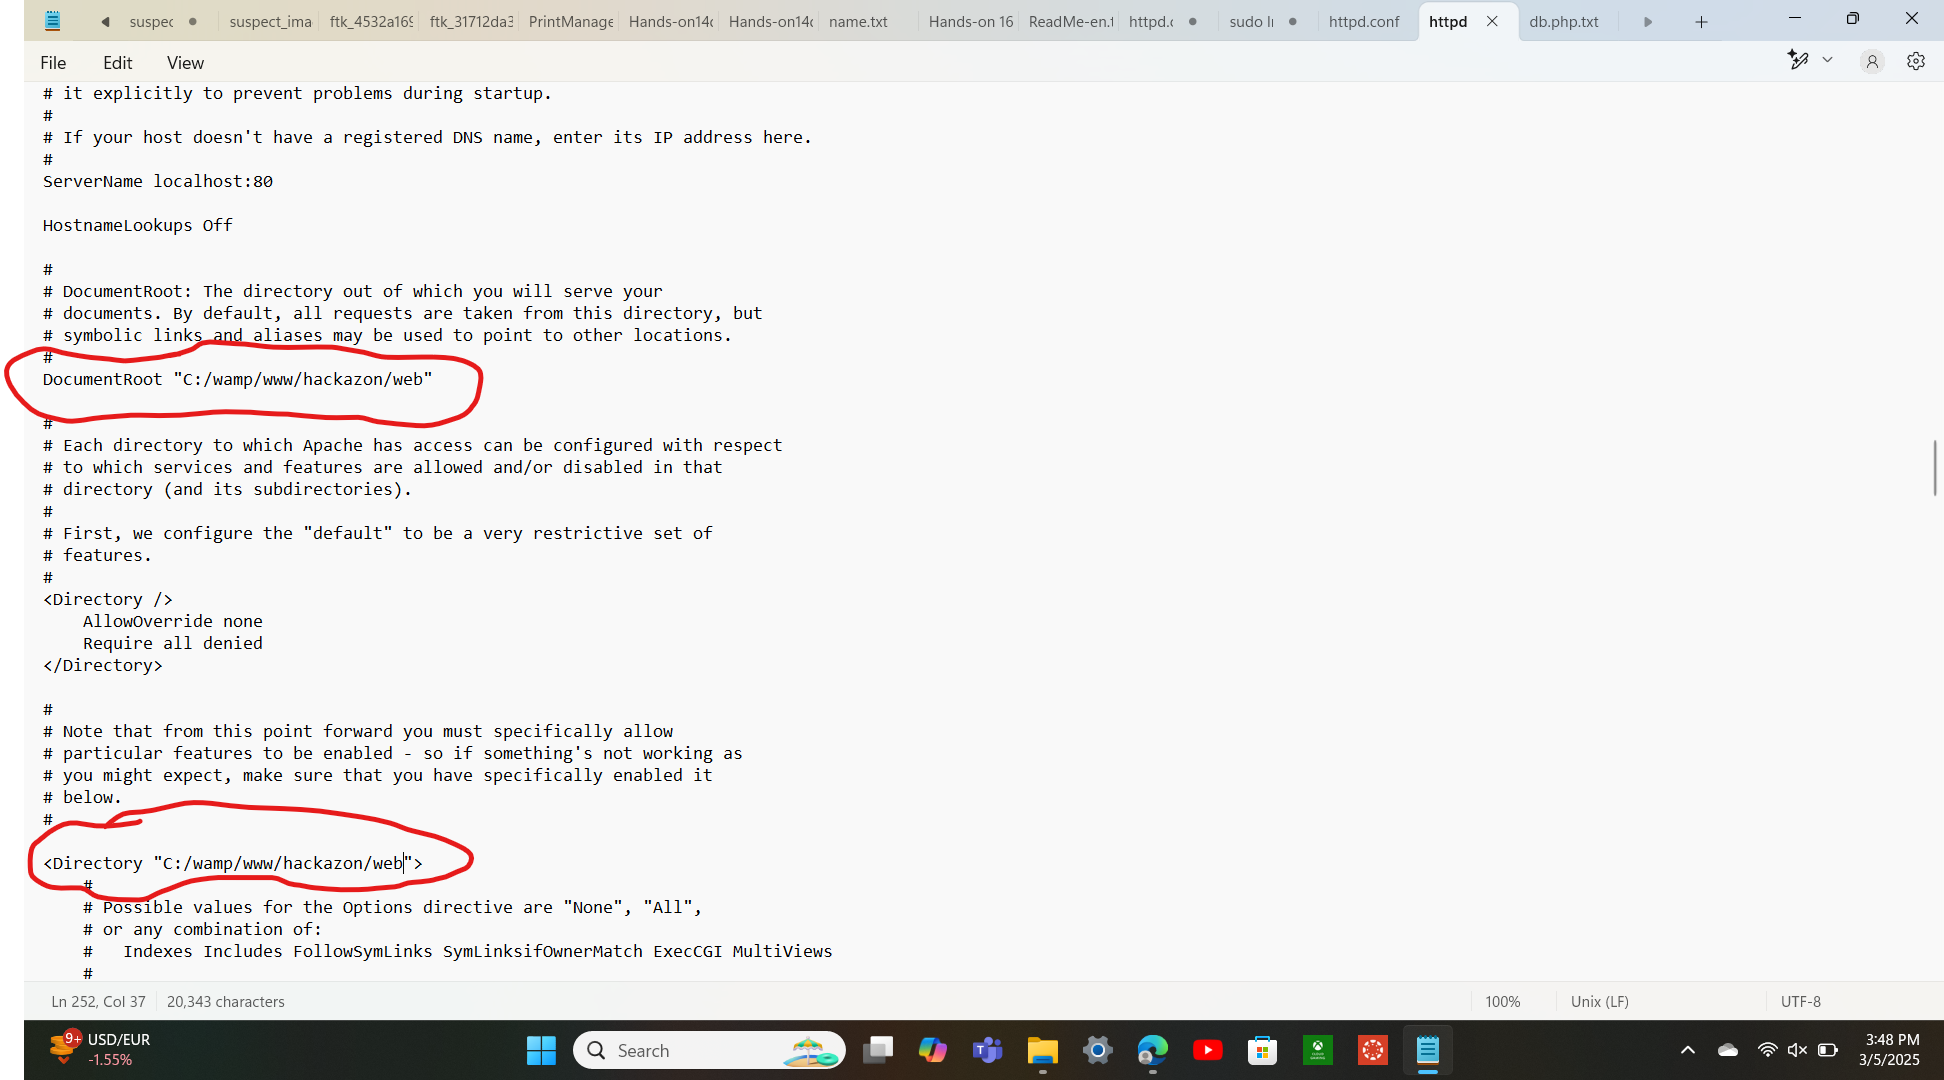 suspec
suspect_ima
ftk_4532a169
ftk_31712da3
PrintManage
Hands-on14
Hands-on14
name.txt
Hands-on 16
ReadMe-en.t
httpd.
sudo l
httpd.conf
httpd
db.php.txt
File
Edit
View
# it explicitly to prevent problems during startup.
#
# If your host doesn't have a registered DNS name, enter its IP address here.
#
ServerName localhost:80
HostnameLookups Off
#
# DocumentRoot: The directory out of which you will serve your
# documents. By default, all requests are taken from this directory, but
# symbolic links and aliases may be used to point to other locations.
#
DocumentRoot "C:/wamp/www/hackazon/web"
#
# Each directory to which Apache has access can be configured with respect
# to which services and features are allowed and/or disabled in that
# directory (and its subdirectories).
#
# First, we configure the "default" to be a very restrictive set of
# features.
#
<Directory />
AllowOverride none
Require all denied
</Directory>
#
# Note that from this point forward you must specifically allow
# particular features to be enabled - so if something's not working as
# you might expect, make sure that you have specifically enabled it
# below.
#
<Directory "C:/wamp/www/hackazon/web">
#
# Possible values for the Options directive are "None", "All",
# or any combination of:
#   Indexes Includes FollowSymLinks SymLinksifOwnerMatch ExecCGI MultiViews
#
Ln 252, Col 37
20,343 characters
100%
Unix (LF)
UTF-8
9+
USD/EUR
-1.55%
Search
3:48 PM
3/5/2025